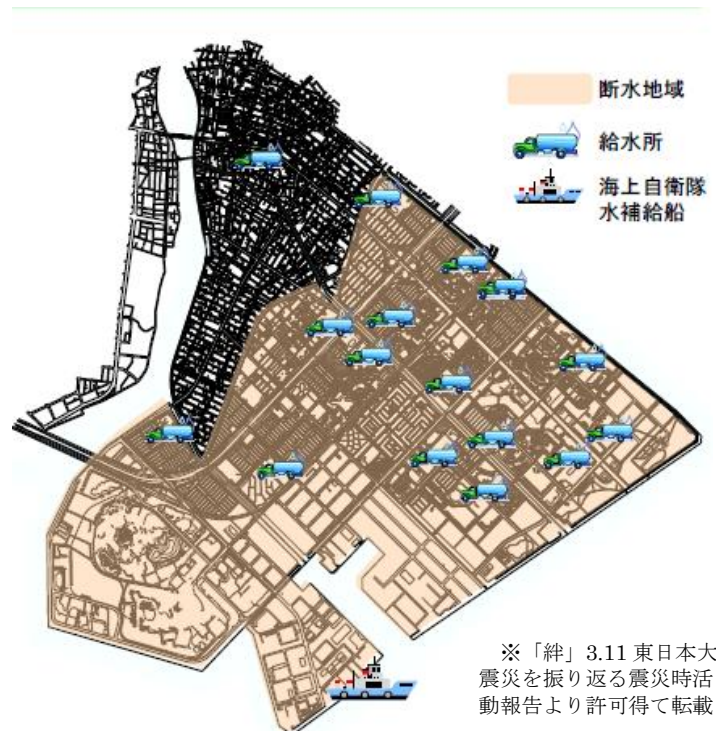 断水地域
給水所
海上自衛隊
水補給船
※「絆」3.11 東日本大
震災を振り返る震災時活
動報告より許可得て転載